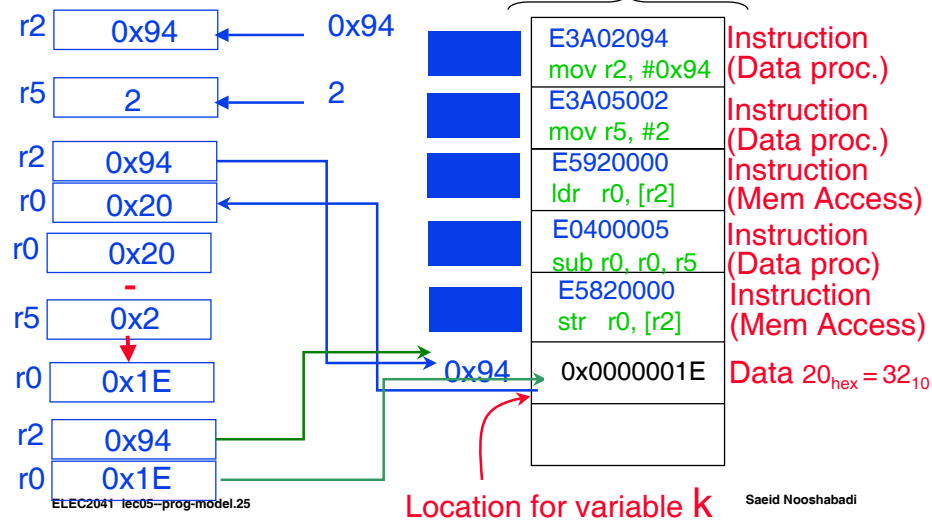 r2 0x94 0x94
r5 2 2
r2 0x94
r0 0x20
r0 0x20
-
r5 0x2
r0 0x1E
r2 0x94
r0 0x1E
E3A02094
mov r2, #0x94
Instruction
(Data proc.)
E3A05002
mov r5, #2
Instruction
(Data proc.)
E5920000
ldr r0, [r2]
Instruction
(Mem Access)
E0400005
sub r0, r0, r5
Instruction
(Data proc)
E5820000
str r0, [r2]
Instruction
(Mem Access)
0x94 0x0000001E Data 20hex = 3210
Location for variable k
ELEC2041 lec05--prog-model.25
Saeid Nooshabadi